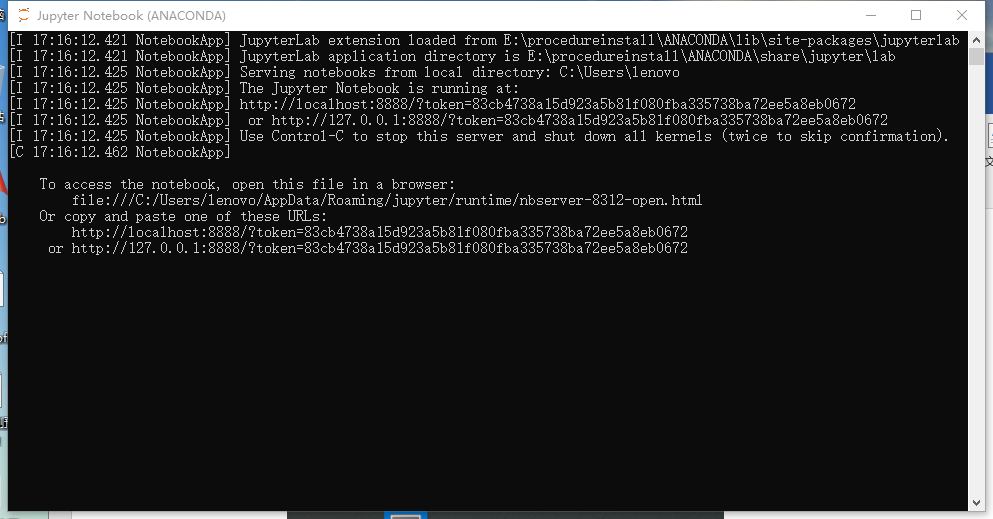 Jupyter Notebook (ANACONDA)
[I 17:16:12.421 NotebookApp] JupyterLab extension loaded from E:\procedureinstall\ANACONDA\lib\site-packages\jupyterlab
[I 17:16:12.421 NotebookApp] JupyterLab application directory is E:\procedureinstall\ANACONDA\share\jupyter\lab
[I 17:16:12.425 NotebookApp] Serving notebooks from local directory: C:\Users\lenovo
[I 17:16:12.425 NotebookApp] The Jupyter Notebook is running at:
[I 17:16:12.425 NotebookApp] http://localhost:8888/?token=83cb4738a15d923a5b81f080fba335738ba72ee5a8eb0672
[I 17:16:12.425 NotebookApp]  or http://127.0.0.1:8888/?token=83cb4738a15d923a5b81f080fba335738ba72ee5a8eb0672
[I 17:16:12.425 NotebookApp] Use Control-C to stop this server and shut down all kernels (twice to skip confirmation).
[C 17:16:12.462 NotebookApp]
To access the notebook, open this file in a browser:
file:///C:/Users/lenovo/AppData/Roaming/jupyter/runtime/nbserver-8312-open.html
Or copy and paste one of these URLs:
http://localhost:8888/?token=83cb4738a15d923a5b81f080fba335738ba72ee5a8eb0672
or http://127.0.0.1:8888/?token=83cb4738a15d923a5b81f080fba335738ba72ee5a8eb0672